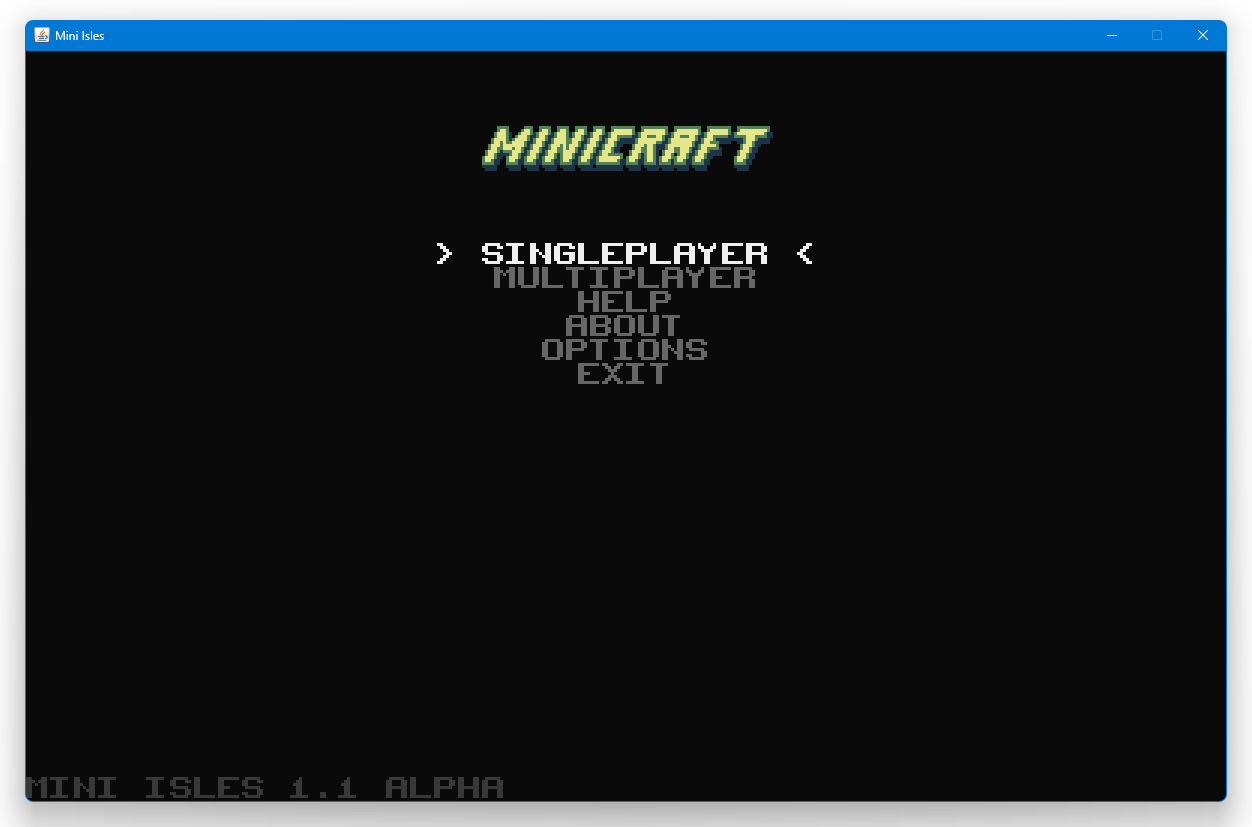 Mini Isles
MINICRAFT
> SINGLEPLAYER <
MULTIPLAYER
HELP
ABOUT
OPTIONS
EXIT
MINI ISLES 1.1 ALPHA